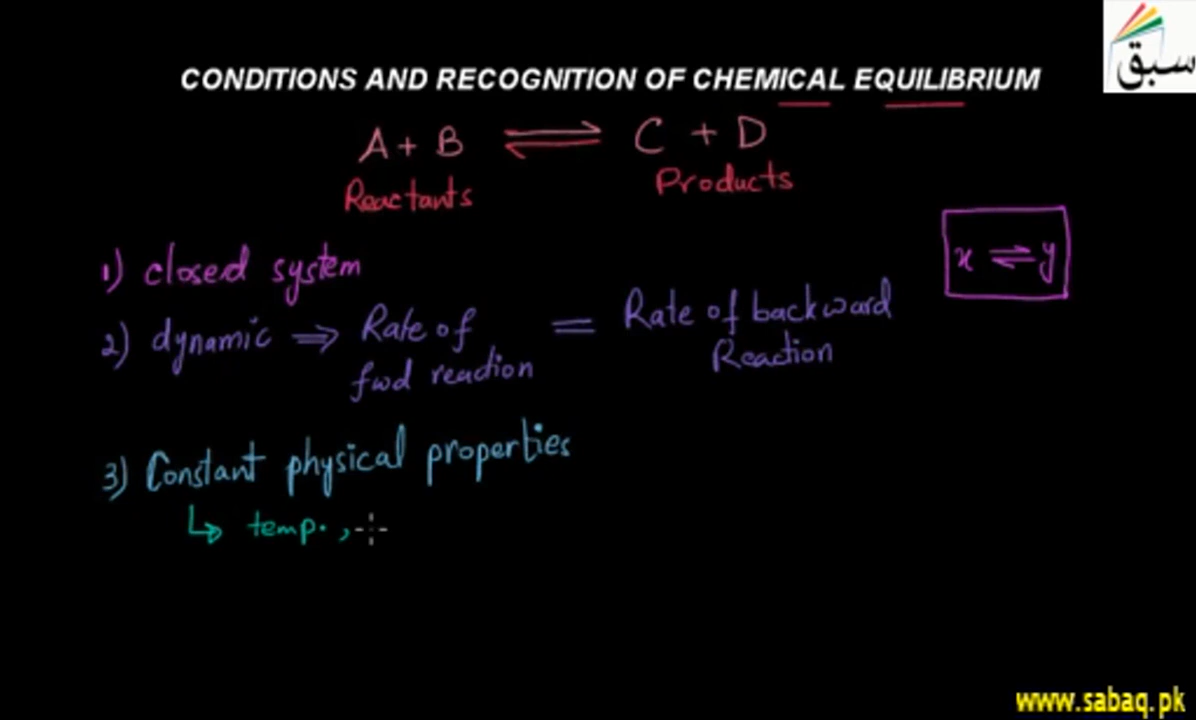 سبق
CONDITIONS AND RECOGNITION OF CHEMICAL EQUILIBRIUM
A + B ⇌ C + D
Reactants Products
x ⇌ y
1) closed system
2) dynamic ⇒ Rate of fwd reaction = Rate of backward Reaction
3) Constant physical properties
↳ temp. ,
www.sabaq.pk